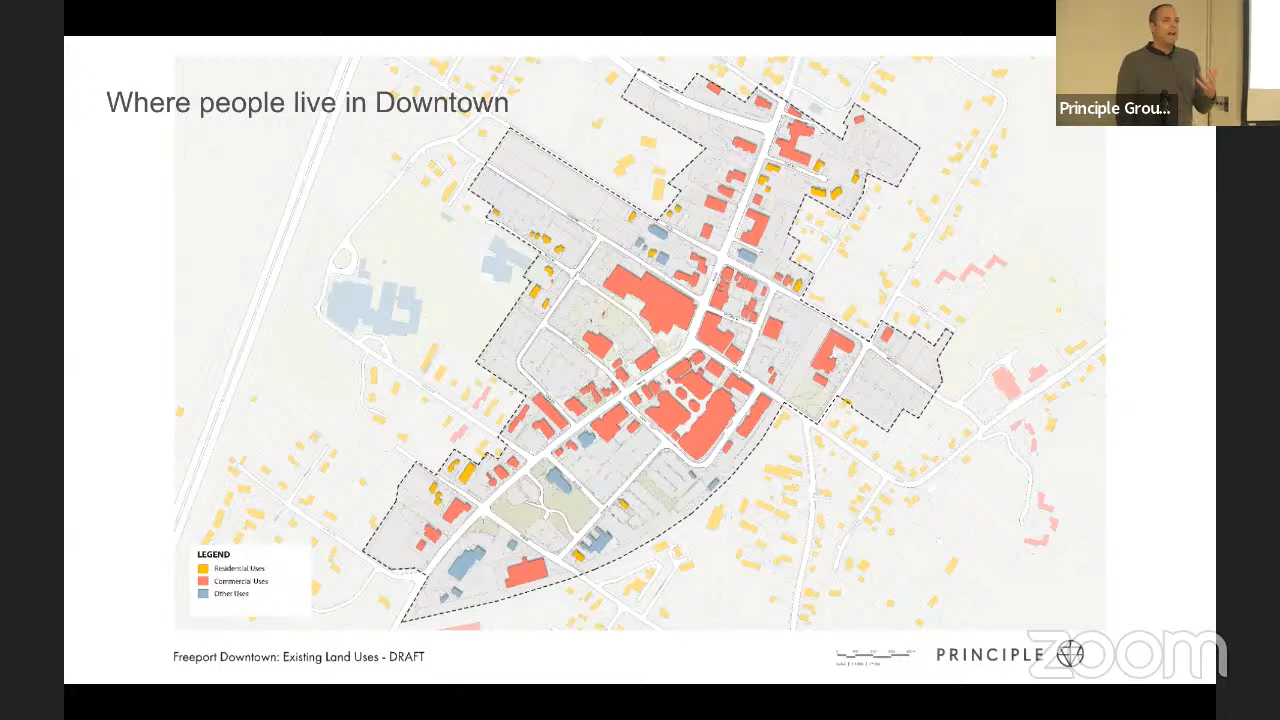 Where people live in Downtown
Principle Grou...
LEGEND
Residential Uses
Commercial Uses
Other Uses
Freeport Downtown: Existing Land Uses - DRAFT
PRINCIPLE
zoom